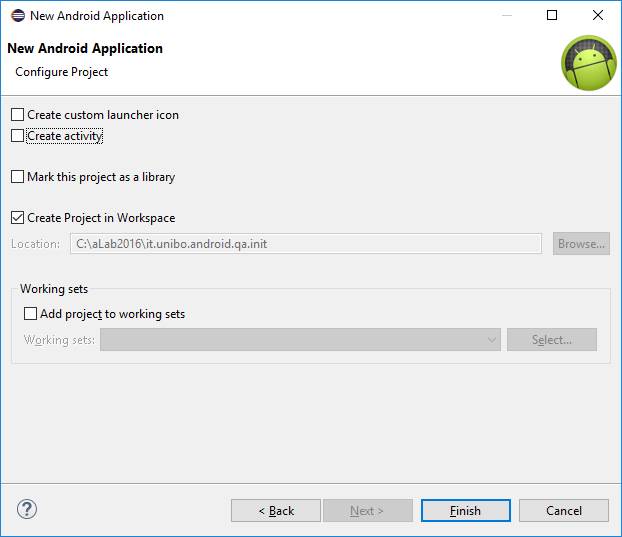 New Android Application
New Android Application
Configure Project
Create custom launcher icon
Create activity
Mark this project as a library
Create Project in Workspace
Location: C:\aLab2016\it.unibo.android.qa.init Browse...
Working sets
Add project to working sets
Working sets: Select...
? < Back Next > Finish Cancel